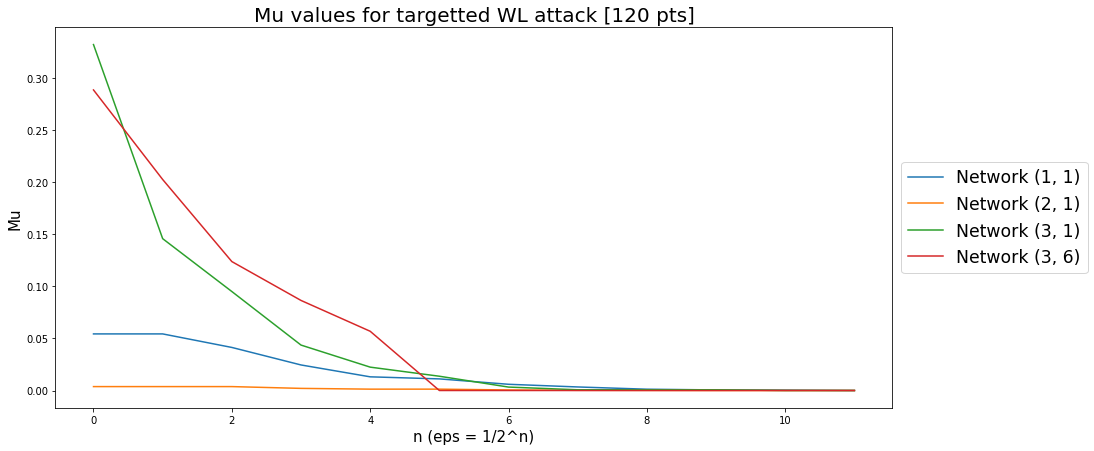 Mu values for targetted WL attack [120 pts]
Mu
0.30
0.25
0.20
0.15
0.10
0.05
0.00
0 2 4 6 8 10
n (eps = 1/2^n)
Network (1, 1)
Network (2, 1)
Network (3, 1)
Network (3, 6)